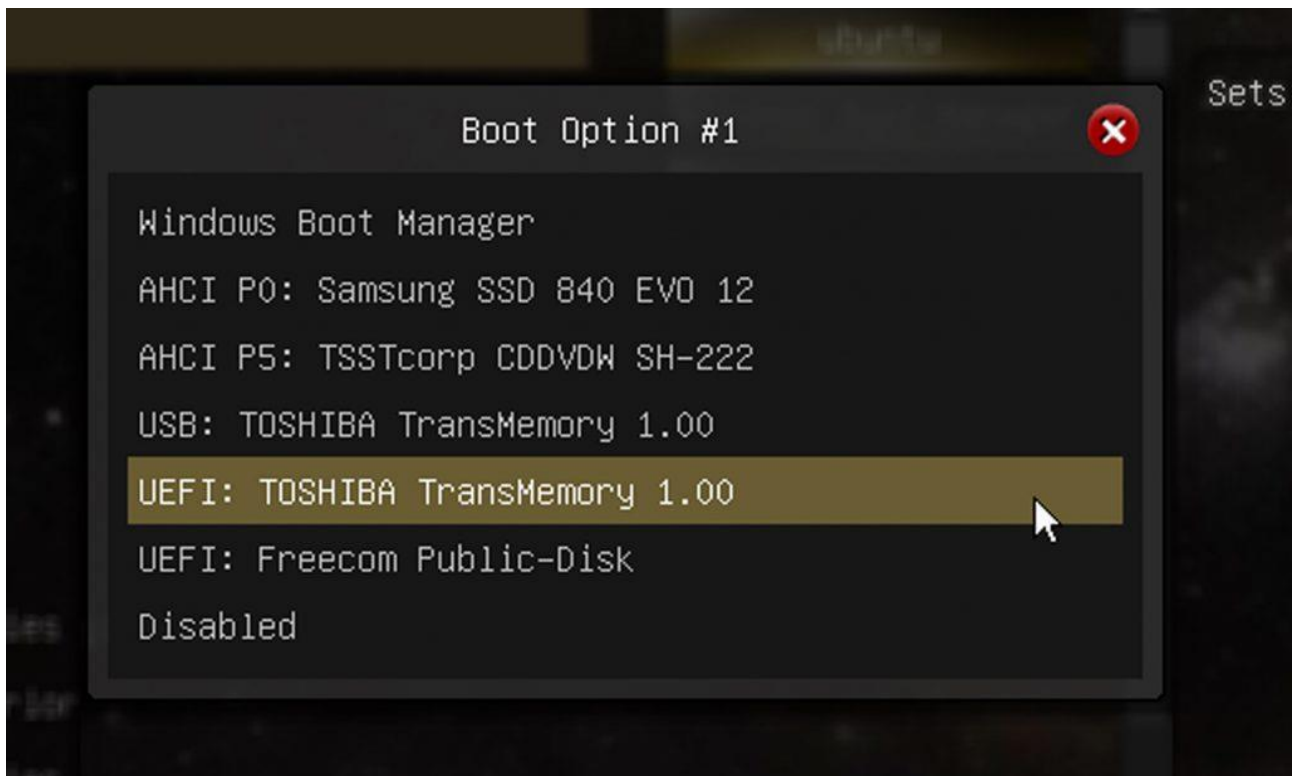 ubuntu
Sets
Boot Option #1
Windows Boot Manager
AHCI P0: Samsung SSD 840 EVO 12
AHCI P5: TSSTcorp CDDVDW SH-222
USB: TOSHIBA TransMemory 1.00
UEFI: TOSHIBA TransMemory 1.00
UEFI: Freecom Public-Disk
Disabled